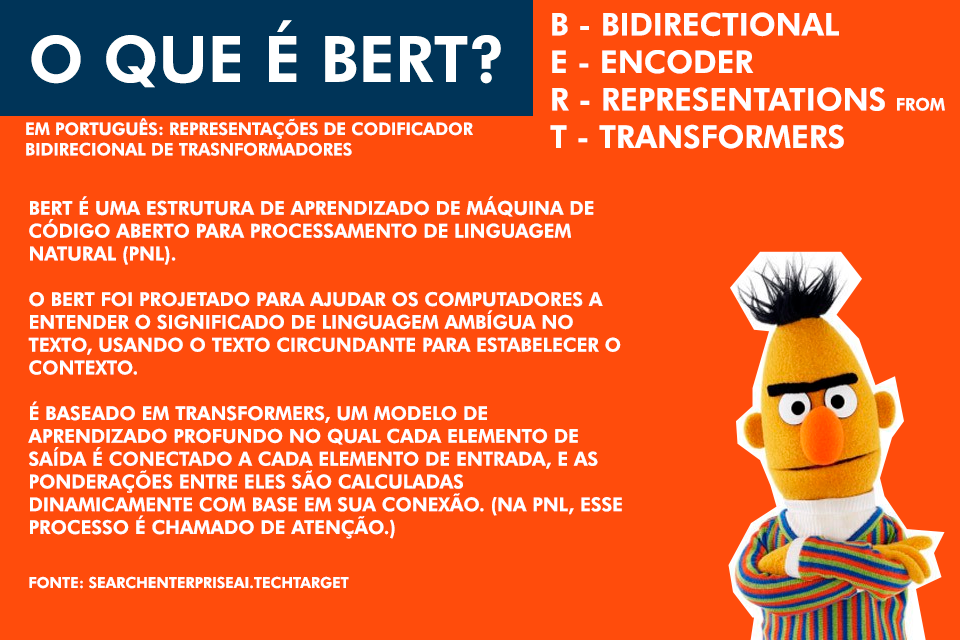 O QUE É BERT?
B - BIDIRECTIONAL
E - ENCODER
R - REPRESENTATIONS FROM
T - TRANSFORMERS
EM PORTUGUÊS: REPRESENTAÇÕES DE CODIFICADOR
BIDIRECIONAL DE TRASNFORMADORES
BERT É UMA ESTRUTURA DE APRENDIZADO DE MÁQUINA DE
CÓDIGO ABERTO PARA PROCESSAMENTO DE LINGUAGEM
NATURAL (PNL).
O BERT FOI PROJETADO PARA AJUDAR OS COMPUTADORES A
ENTENDER O SIGNIFICADO DE LINGUAGEM AMBÍGUA NO
TEXTO, USANDO O TEXTO CIRCUNDANTE PARA ESTABELECER O
CONTEXTO.
É BASEADO EM TRANSFORMERS, UM MODELO DE
APRENDIZADO PROFUNDO NO QUAL CADA ELEMENTO DE
SAÍDA É CONECTADO A CADA ELEMENTO DE ENTRADA, E AS
PONDERAÇÕES ENTRE ELES SÃO CALCULADAS
DINAMICAMENTE COM BASE EM SUA CONEXÃO. (NA PNL, ESSE
PROCESSO É CHAMADO DE ATENÇÃO.)
FONTE: SEARCHENTERPRISEAI.TECHTARGET